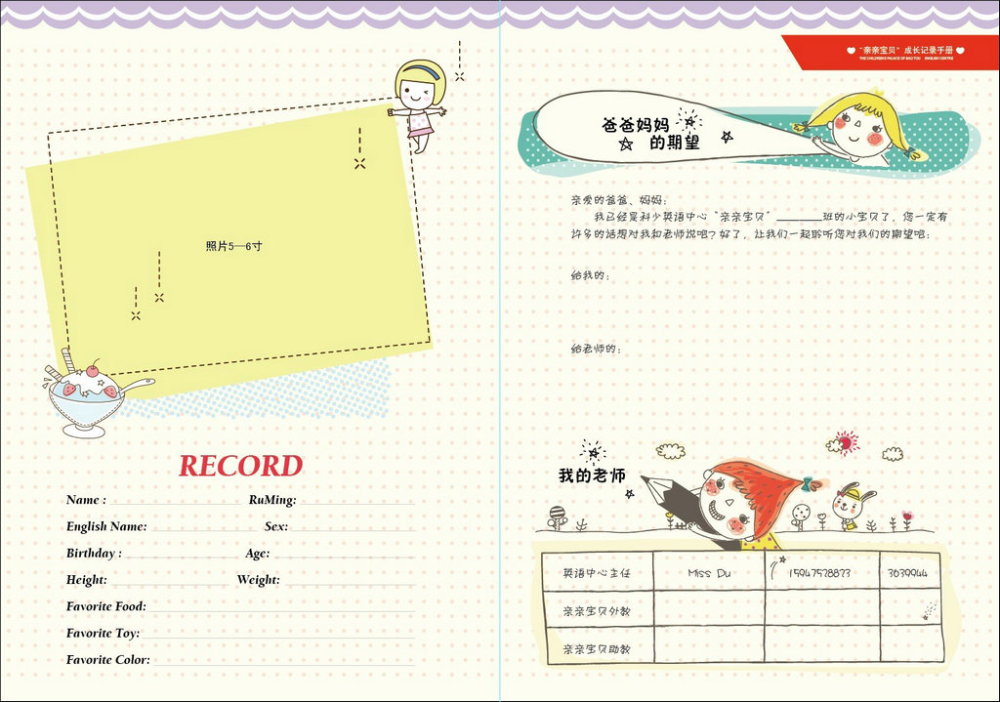 照片5—6寸
RECORD
Name : RuMing:
English Name: Sex:
Birthday : Age:
Height: Weight:
Favorite Food:
Favorite Toy:
Favorite Color:
“亲亲宝贝”成长记录手册
THE CHILDRENS PALACE OF BAOTOU ENGLISH CENTRE
爸爸妈妈
的期望
亲爱的爸爸、妈妈:
我已经是科少英语中心“亲亲宝贝”______班的小宝贝了, 您一定有
许多的话想对我和老师说吧? 好了, 让我们一起聆听您对我们的期望吧:
给我的:
给老师的:
我的老师
英语中心主任 Miss Du 15947528823 3639944
亲亲宝贝外教
亲亲宝贝助教